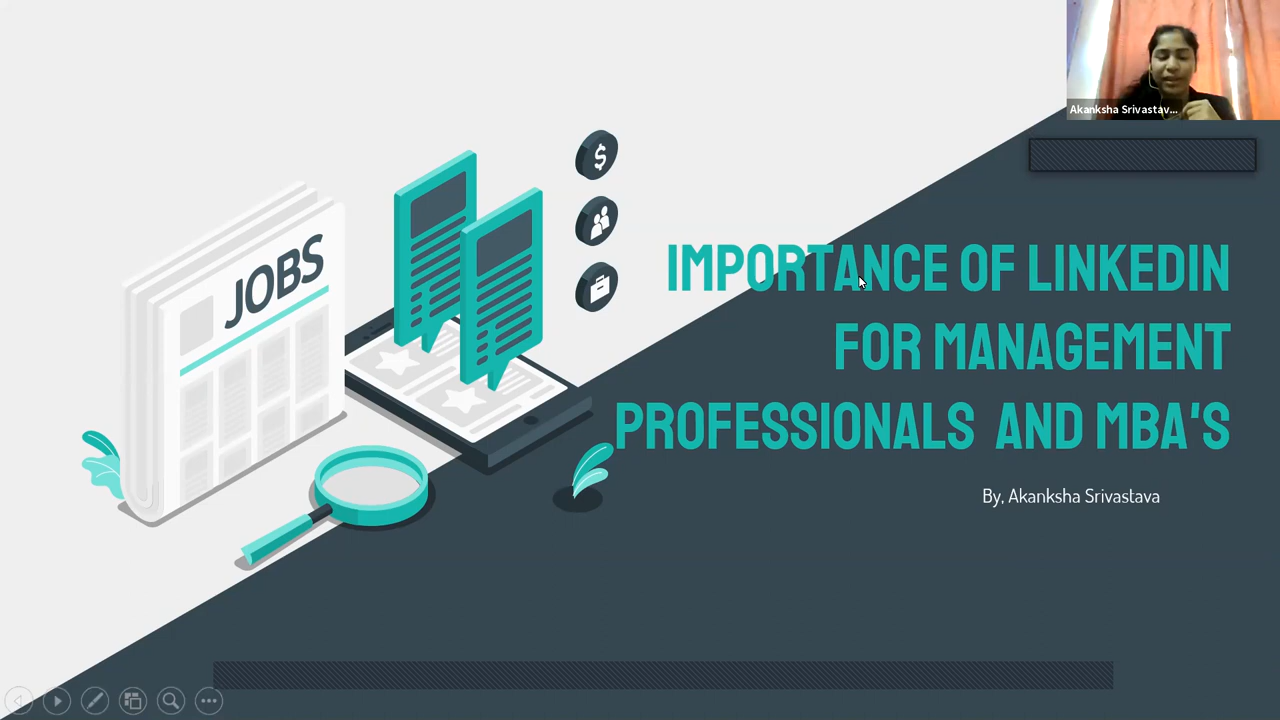 Akanksha Srivastav...
JOBS
$
IMPORTANCE OF LINKEDIN
FOR MANAGEMENT
PROFESSIONALS AND MBA'S
By, Akanksha Srivastava